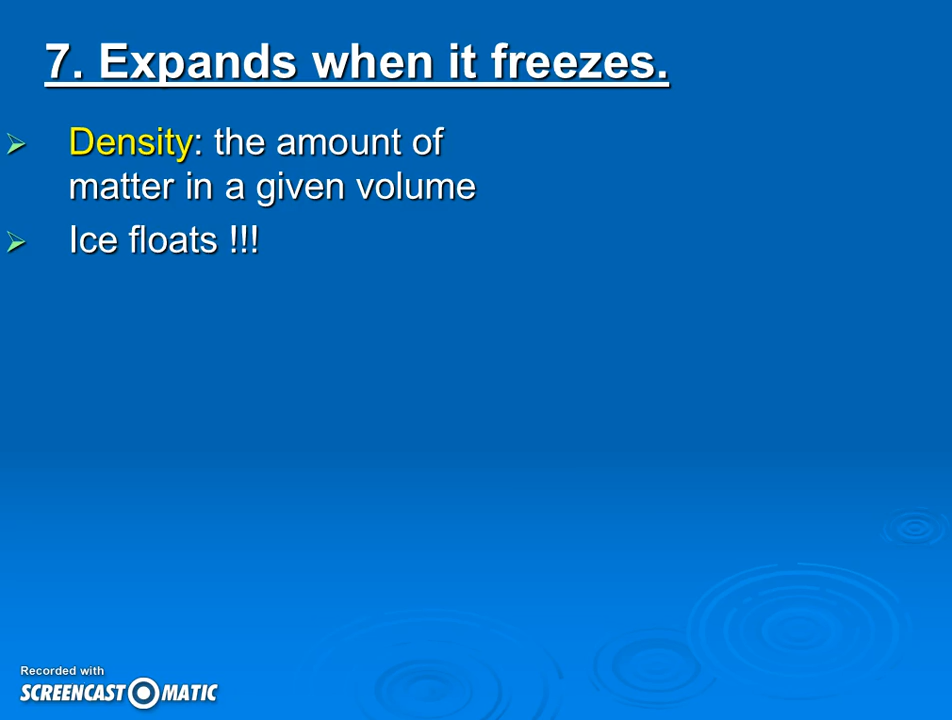 7. Expands when it freezes.
Density: the amount of
matter in a given volume
Ice floats !!!
Recorded with
SCREENCAST MATIC